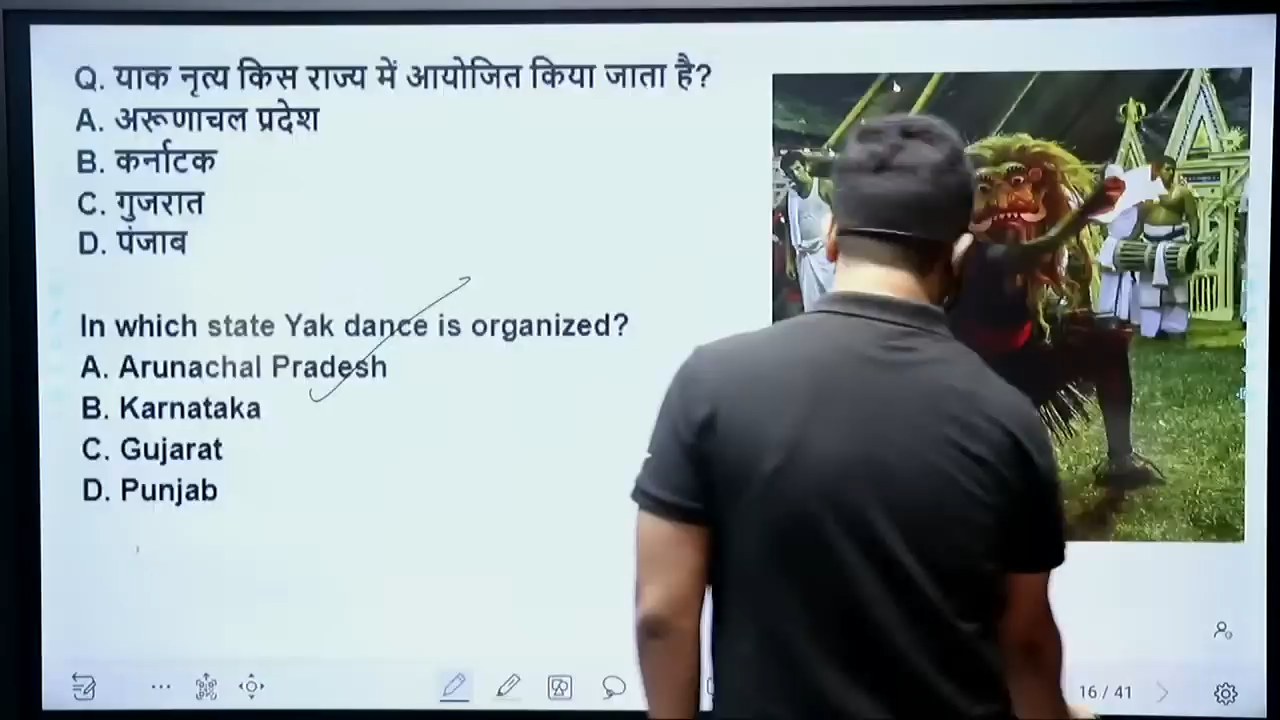 Q. याक नृत्य किस राज्य में आयोजित किया जाता है?
A. अरूणाचल प्रदेश
B. कर्नाटक
C. गुजरात
D. पंजाब
In which state Yak dance is organized?
A. Arunachal Pradesh
B. Karnataka
C. Gujarat
D. Punjab
16 / 41